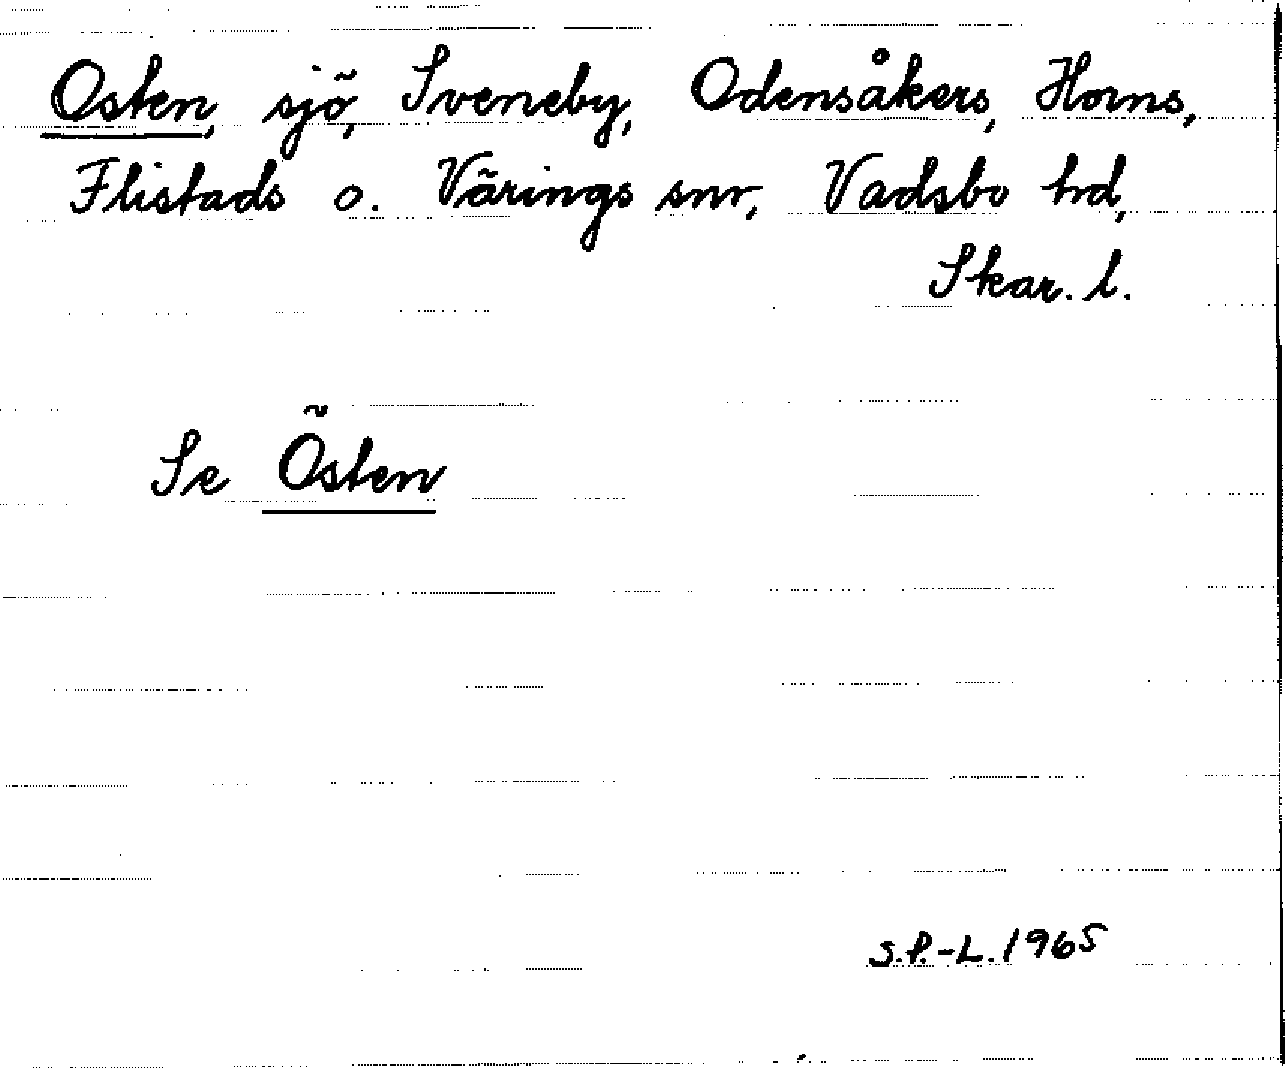 Osten, sjö, Sveneby, Odensåkers, Horns,
Flistads o. Värings snr, Vadsbo hd,
Skar. l.
Se Östen
S.P.-L. 1965